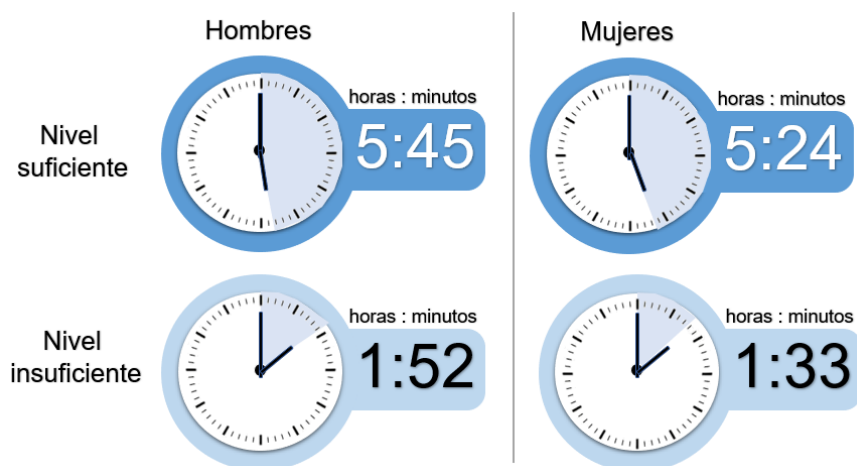 Hombres
Mujeres
Nivel
suficiente
horas : minutos
5:45
horas : minutos
5:24
Nivel
insuficiente
horas : minutos
1:52
horas : minutos
1:33